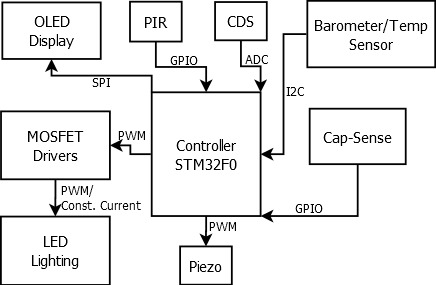 OLED
Display
PIR
CDS
Barometer/Temp
Sensor
GPIO
ADC
SPI
I2C
MOSFET
Drivers
PWM
Controller
STM32F0
Cap-Sense
PWM/
Const. Current
GPIO
LED
Lighting
PWM
Piezo